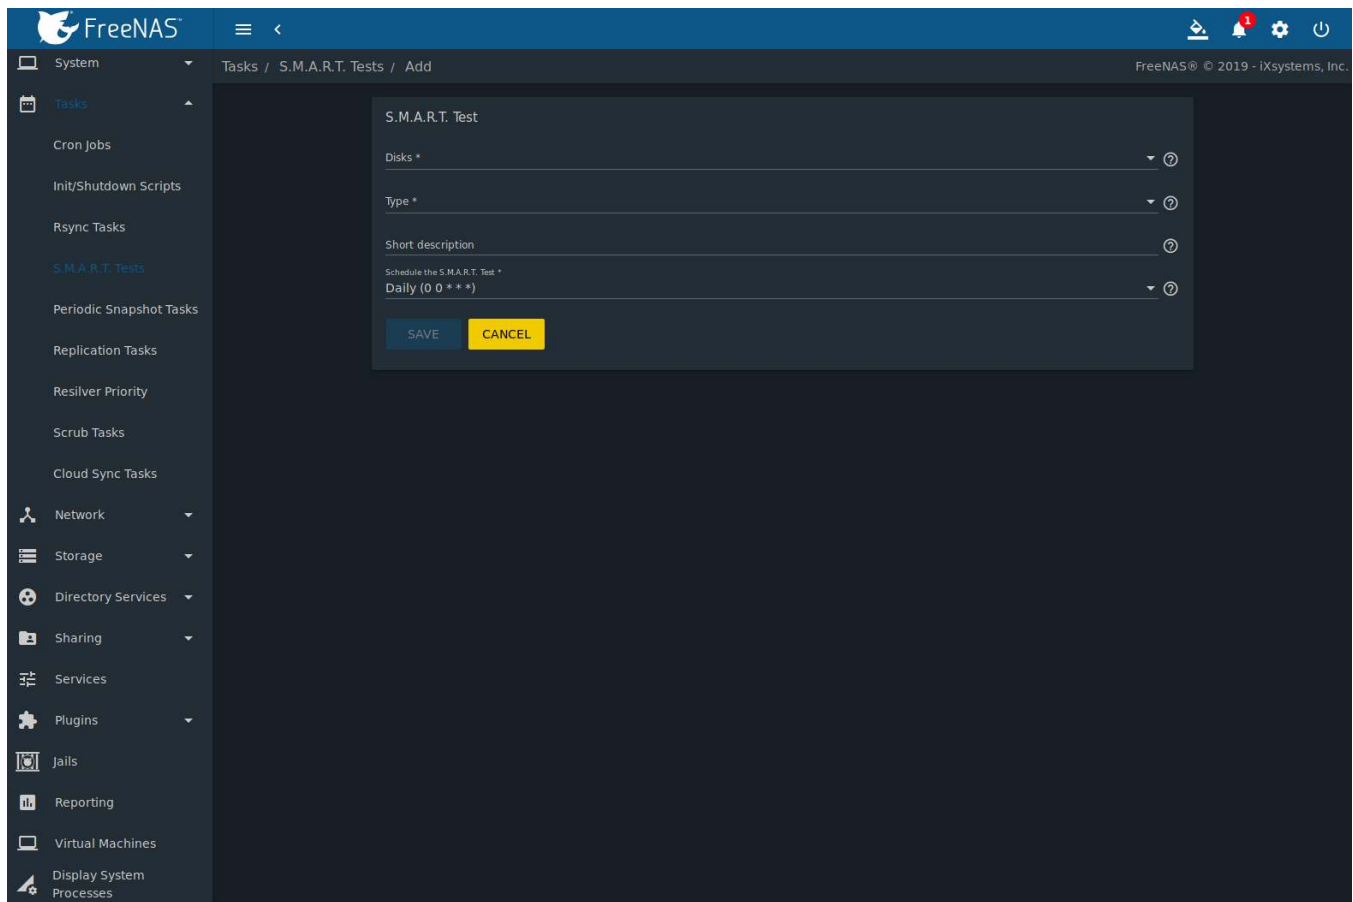 FreeNAS™
1
System
Tasks / S.M.A.R.T. Tests / Add
FreeNAS® © 2019 - iXsystems, Inc.
Tasks
Cron Jobs
Init/Shutdown Scripts
Rsync Tasks
S.M.A.R.T. Tests
Periodic Snapshot Tasks
Replication Tasks
Resilver Priority
Scrub Tasks
Cloud Sync Tasks
Network
Storage
Directory Services
Sharing
Services
Plugins
Jails
Reporting
Virtual Machines
Display System
Processes
S.M.A.R.T. Test
Disks *
Type *
Short description
Schedule the S.M.A.R.T. Test *
Daily (0 0 * * *)
SAVE
CANCEL